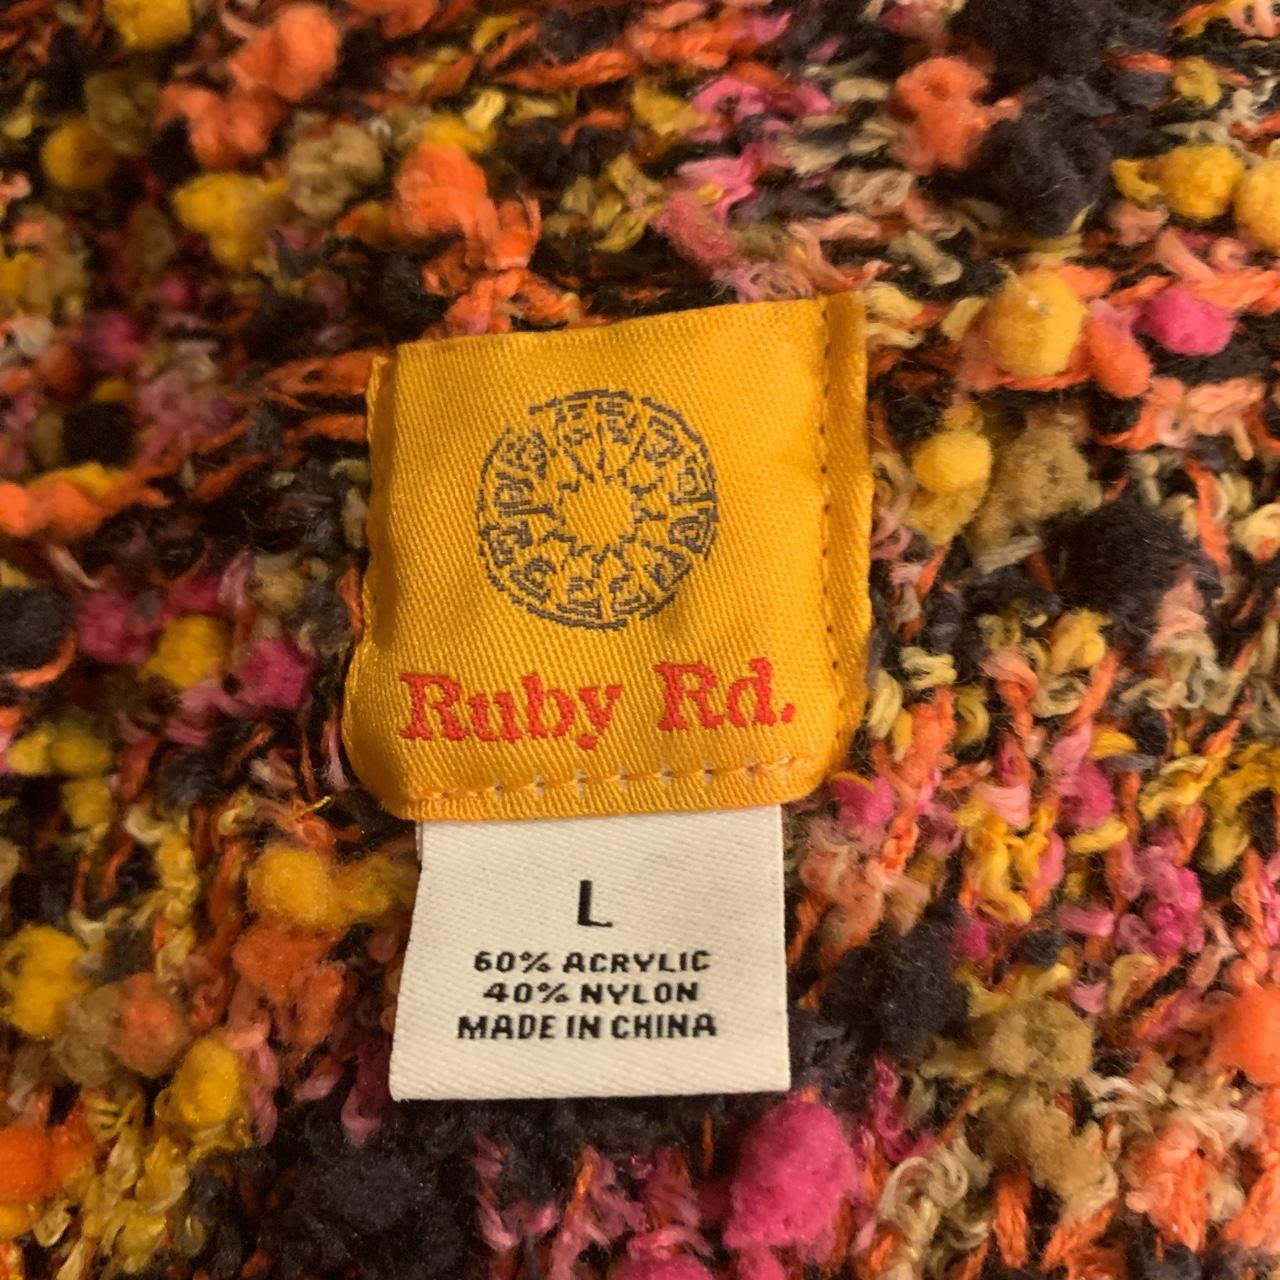 Ruby Rd.
L
60% ACRYLIC
40% NYLON
MADE IN CHINA